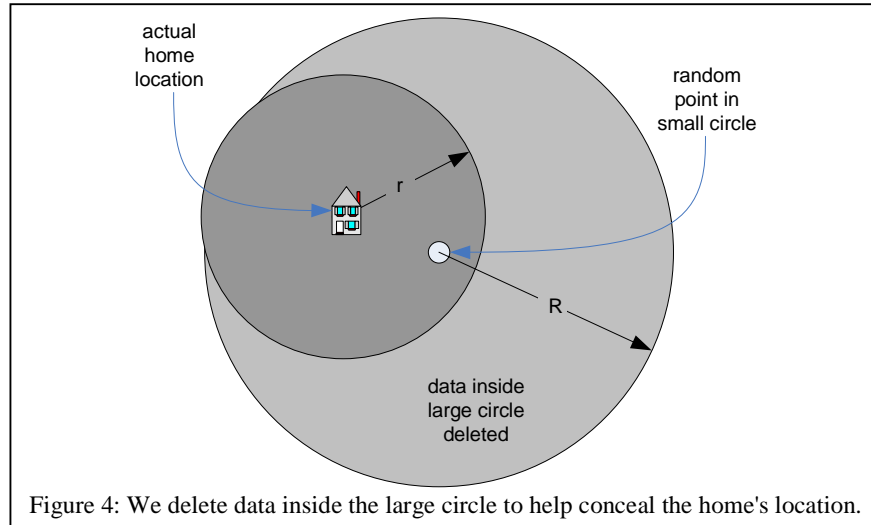 actual
home
location
random
point in
small circle
r
R
data inside
large circle
deleted
Figure 4: We delete data inside the large circle to help conceal the home's location.